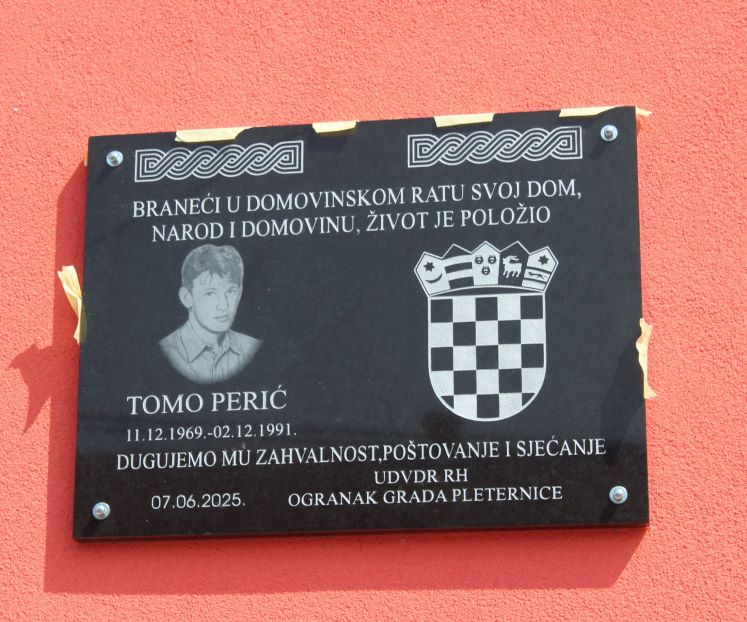 BRANEĆI U DOMOVINSKOM RATU SVOJ DOM,
NAROD I DOMOVINU, ŽIVOT JE POLOŽIO
TOMO PERIĆ
11.12.1969.-02.12.1991.
DUGUJEMO MU ZAHVALNOST,POŠTOVANJE I SJEĆANJE
UDVDR RH
07.06.2025. OGRANAK GRADA PLETERNICE